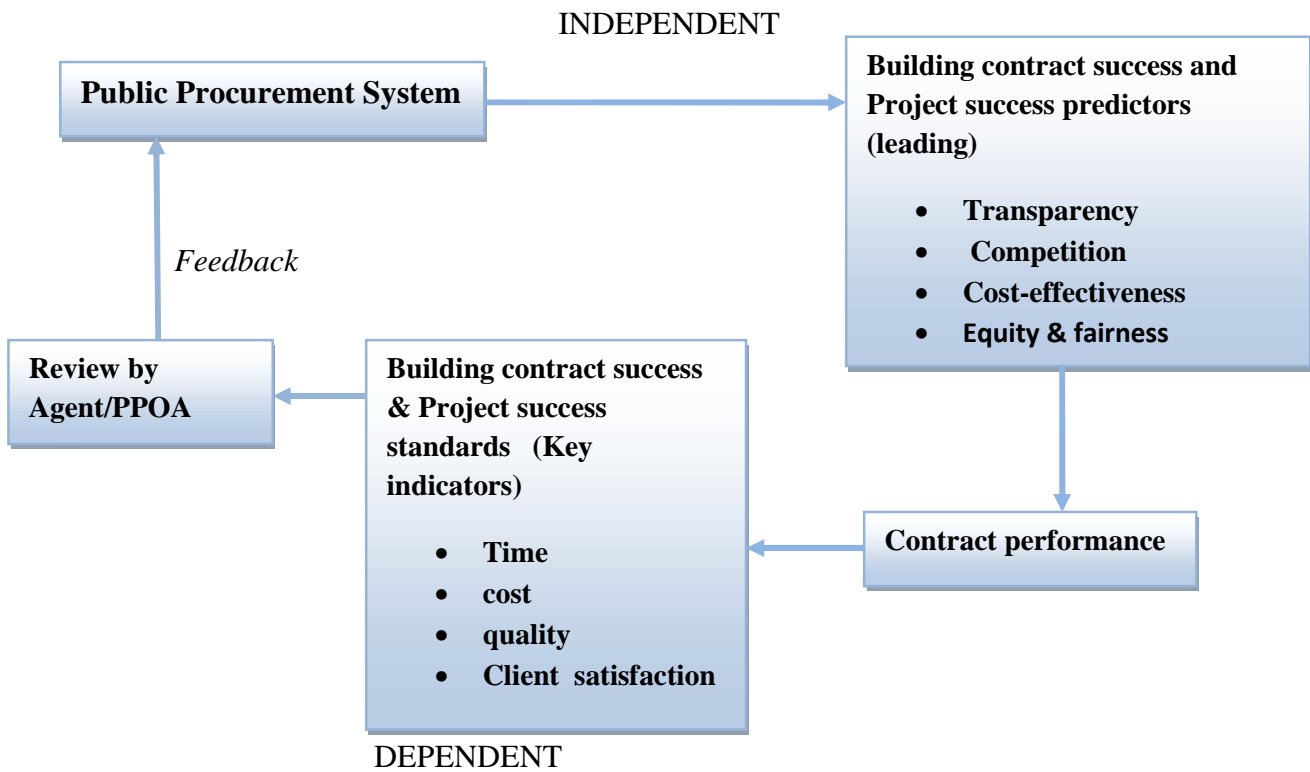 INDEPENDENT
Public Procurement System
Building contract success and
Project success predictors
(leading)
• Transparency
• Competition
• Cost-effectiveness
• Equity & fairness
Feedback
Review by
Agent/PPOA
Building contract success
& Project success
standards (Key
indicators)
• Time
• cost
• quality
• Client satisfaction
Contract performance
DEPENDENT